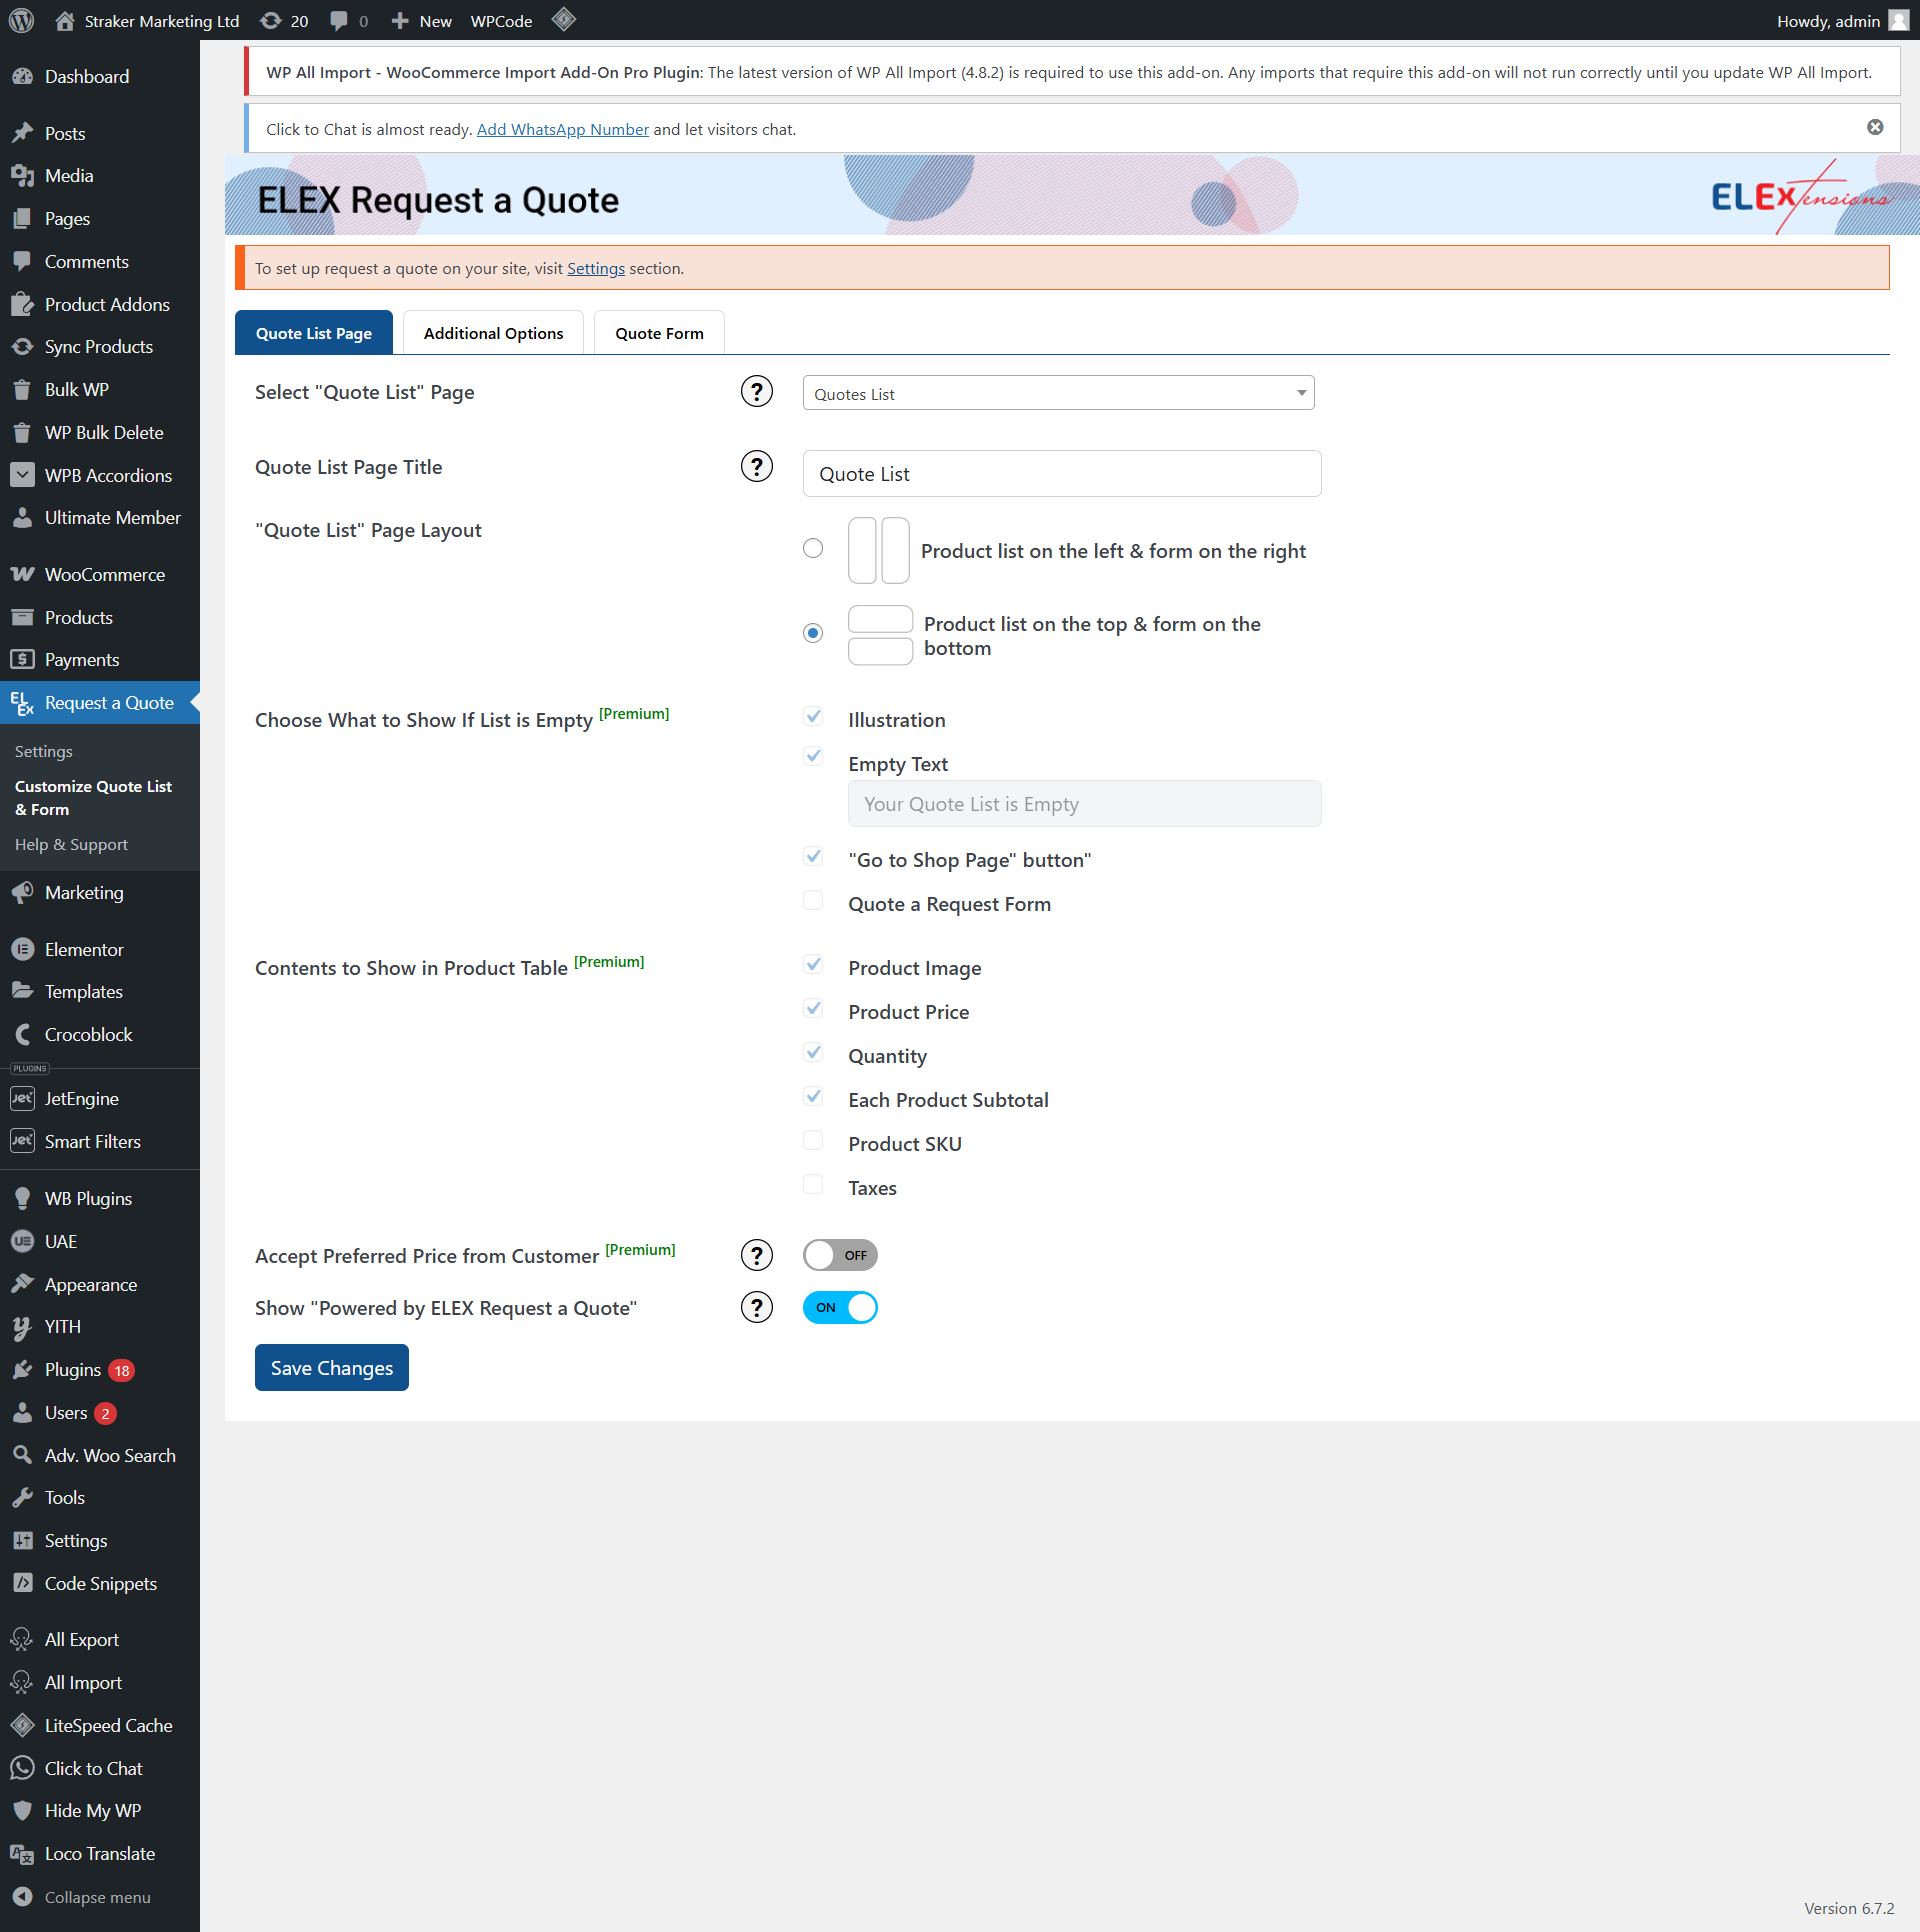 Straker Marketing Ltd
20
0
New
WPCode
Howdy, admin
Dashboard
Posts
Media
Pages
Comments
Product Addons
Sync Products
Bulk WP
WP Bulk Delete
WPB Accordions
Ultimate Member
WooCommerce
Products
Payments
Request a Quote
Settings
Customize Quote List
& Form
Help & Support
Marketing
Elementor
Templates
Crocoblock
PLUGINS
JetEngine
Smart Filters
WB Plugins
UAE
Appearance
YITH
Plugins 18
Users 2
Adv. Woo Search
Tools
Settings
Code Snippets
All Export
All Import
LiteSpeed Cache
Click to Chat
Hide My WP
Loco Translate
Collapse menu
WP All Import - WooCommerce Import Add-On Pro Plugin: The latest version of WP All Import (4.8.2) is required to use this add-on. Any imports that require this add-on will not run correctly until you update WP All Import.
Click to Chat is almost ready. Add WhatsApp Number and let visitors chat.
ELEX Request a Quote
ELEXtensions
To set up request a quote on your site, visit Settings section.
Quote List Page
Additional Options
Quote Form
Select "Quote List" Page
?
Quotes List
Quote List Page Title
?
Quote List
"Quote List" Page Layout
Product list on the left & form on the right
Product list on the top & form on the
bottom
Choose What to Show If List is Empty [Premium]
Illustration
Empty Text
Your Quote List is Empty
"Go to Shop Page" button"
Quote a Request Form
Contents to Show in Product Table [Premium]
Product Image
Product Price
Quantity
Each Product Subtotal
Product SKU
Taxes
Accept Preferred Price from Customer [Premium]
?
OFF
Show "Powered by ELEX Request a Quote"
?
ON
Save Changes
Version 6.7.2